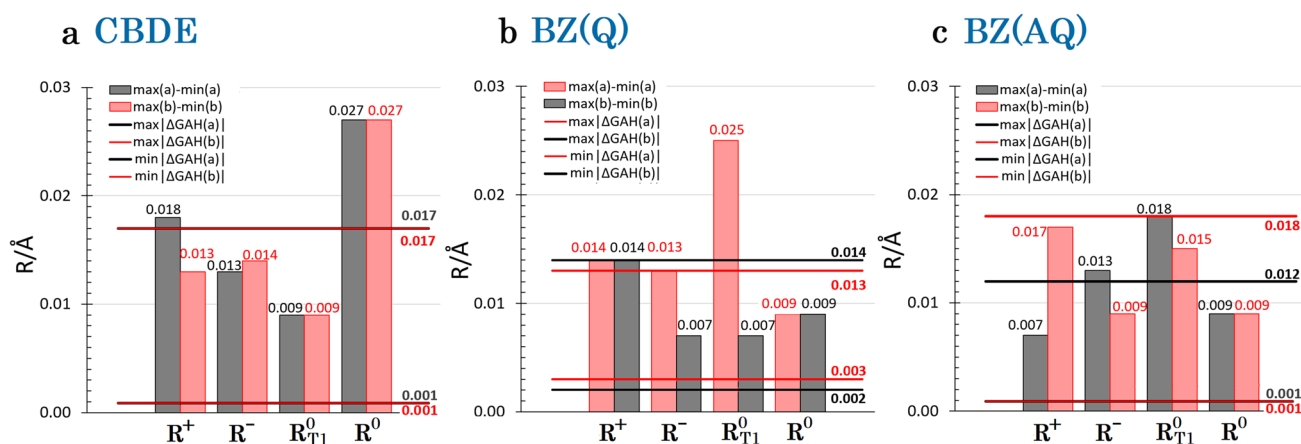 a CBDE
0.03
max(a)-min(a)
max(b)-min(b)
max|ΔGAH(a)|
max|ΔGAH(b)|
min|ΔGAH(a)|
min|ΔGAH(b)|
0.027 0.027
0.02
0.018
0.017
0.017
0.013
0.013
0.014
0.01
0.009 0.009
0.001
0.001
0.00
R/Å
R⁺ R⁻ R⁰T1 R⁰
b BZ(Q)
0.03
max(a)-min(a)
max(b)-min(b)
max|ΔGAH(a)|
max|ΔGAH(b)|
min|ΔGAH(a)|
min|ΔGAH(b)|
0.025
0.02
0.014 0.014 0.013
0.014
0.013
0.01
0.007
0.007
0.009 0.009
0.003
0.002
0.00
R/Å
R⁺ R⁻ R⁰T1 R⁰
c BZ(AQ)
0.03
max(a)-min(a)
max(b)-min(b)
max|ΔGAH(a)|
max|ΔGAH(b)|
min|ΔGAH(a)|
min|ΔGAH(b)|
0.02
0.018
0.018
0.017
0.015
0.013
0.012
0.01
0.007
0.009
0.009 0.009
0.001
0.001
0.00
R/Å
R⁺ R⁻ R⁰T1 R⁰